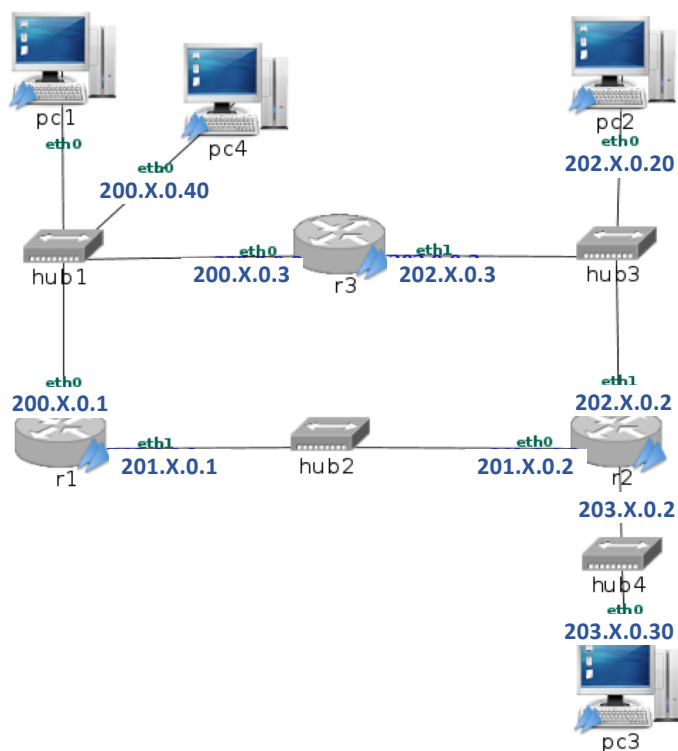 pc1
eth0
pc4
eth0
200.X.0.40
pc2
eth0
202.X.0.20
hub1
eth0
200.X.0.3
r3
eth1
202.X.0.3
hub3
eth0
200.X.0.1
r1
eth1
201.X.0.1
hub2
eth0
201.X.0.2
eth1
202.X.0.2
r2
203.X.0.2
hub4
eth0
203.X.0.30
pc3